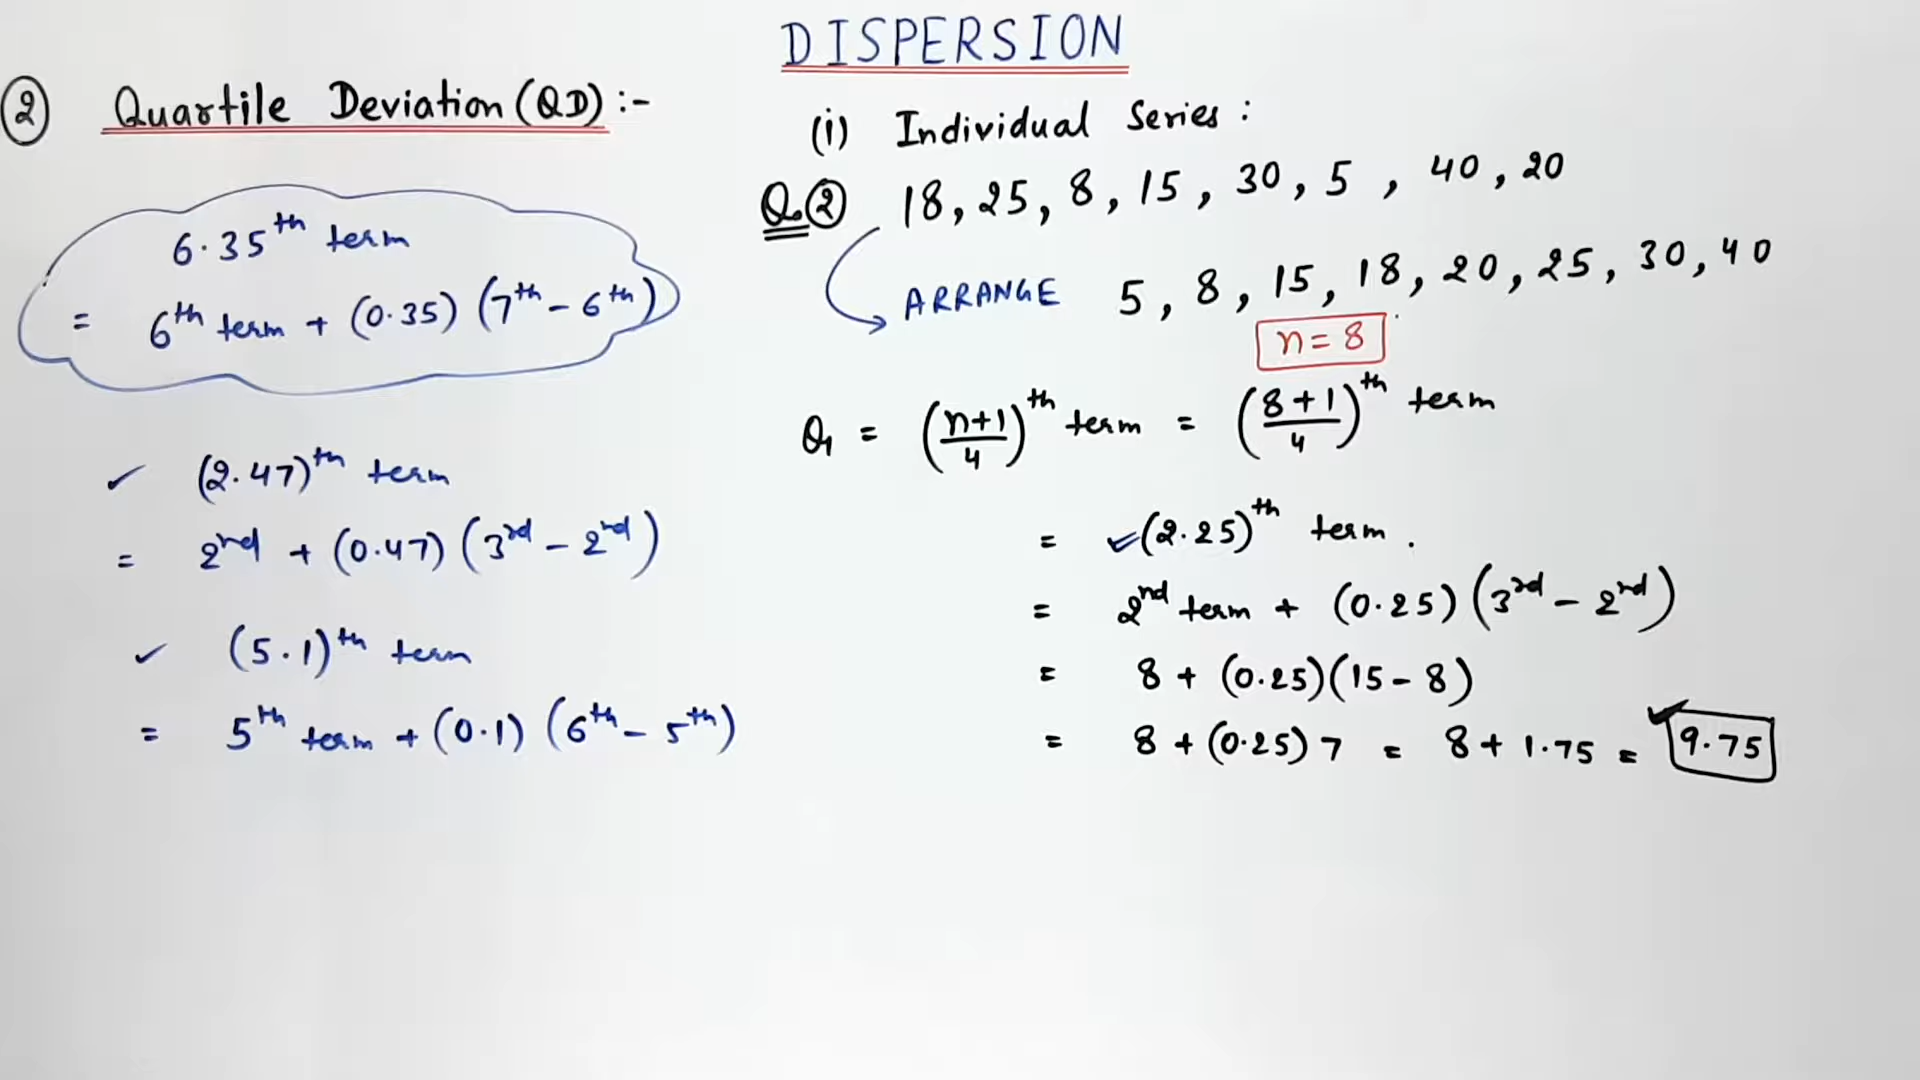 DISPERSION
② Quartile Deviation (QD) :-
6.35th term
= 6th term + (0.35) (7th - 6th)
✓ (2.47)th term
= 2nd + (0.47) (3rd - 2nd)
✓ (5.1)th term
= 5th term + (0.1) (6th - 5th)
(i) Individual Series :
Q② 18, 25, 8, 15, 30, 5, 40, 20
ARRANGE 5, 8, 15, 18, 20, 25, 30, 40
n = 8
Q1 = (n+1/4)th term = (8+1/4)th term
= ✓(2.25)th term.
= 2nd term + (0.25) (3rd - 2nd)
= 8 + (0.25)(15 - 8)
= 8 + (0.25) 7 = 8 + 1.75 = 9.75